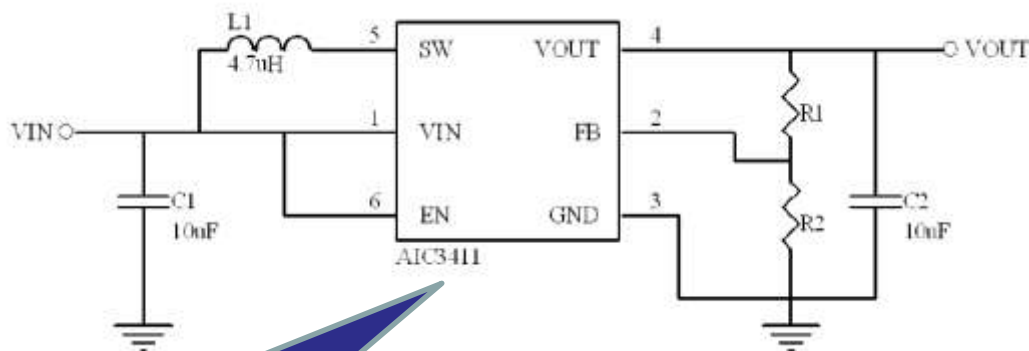 L1
4.7uH
5
SW
VOUT
4
VOUT
VIN
1
VIN
FB
2
R1
6
EN
GND
3
R2
C1
10uF
C2
10uF
AIC3411